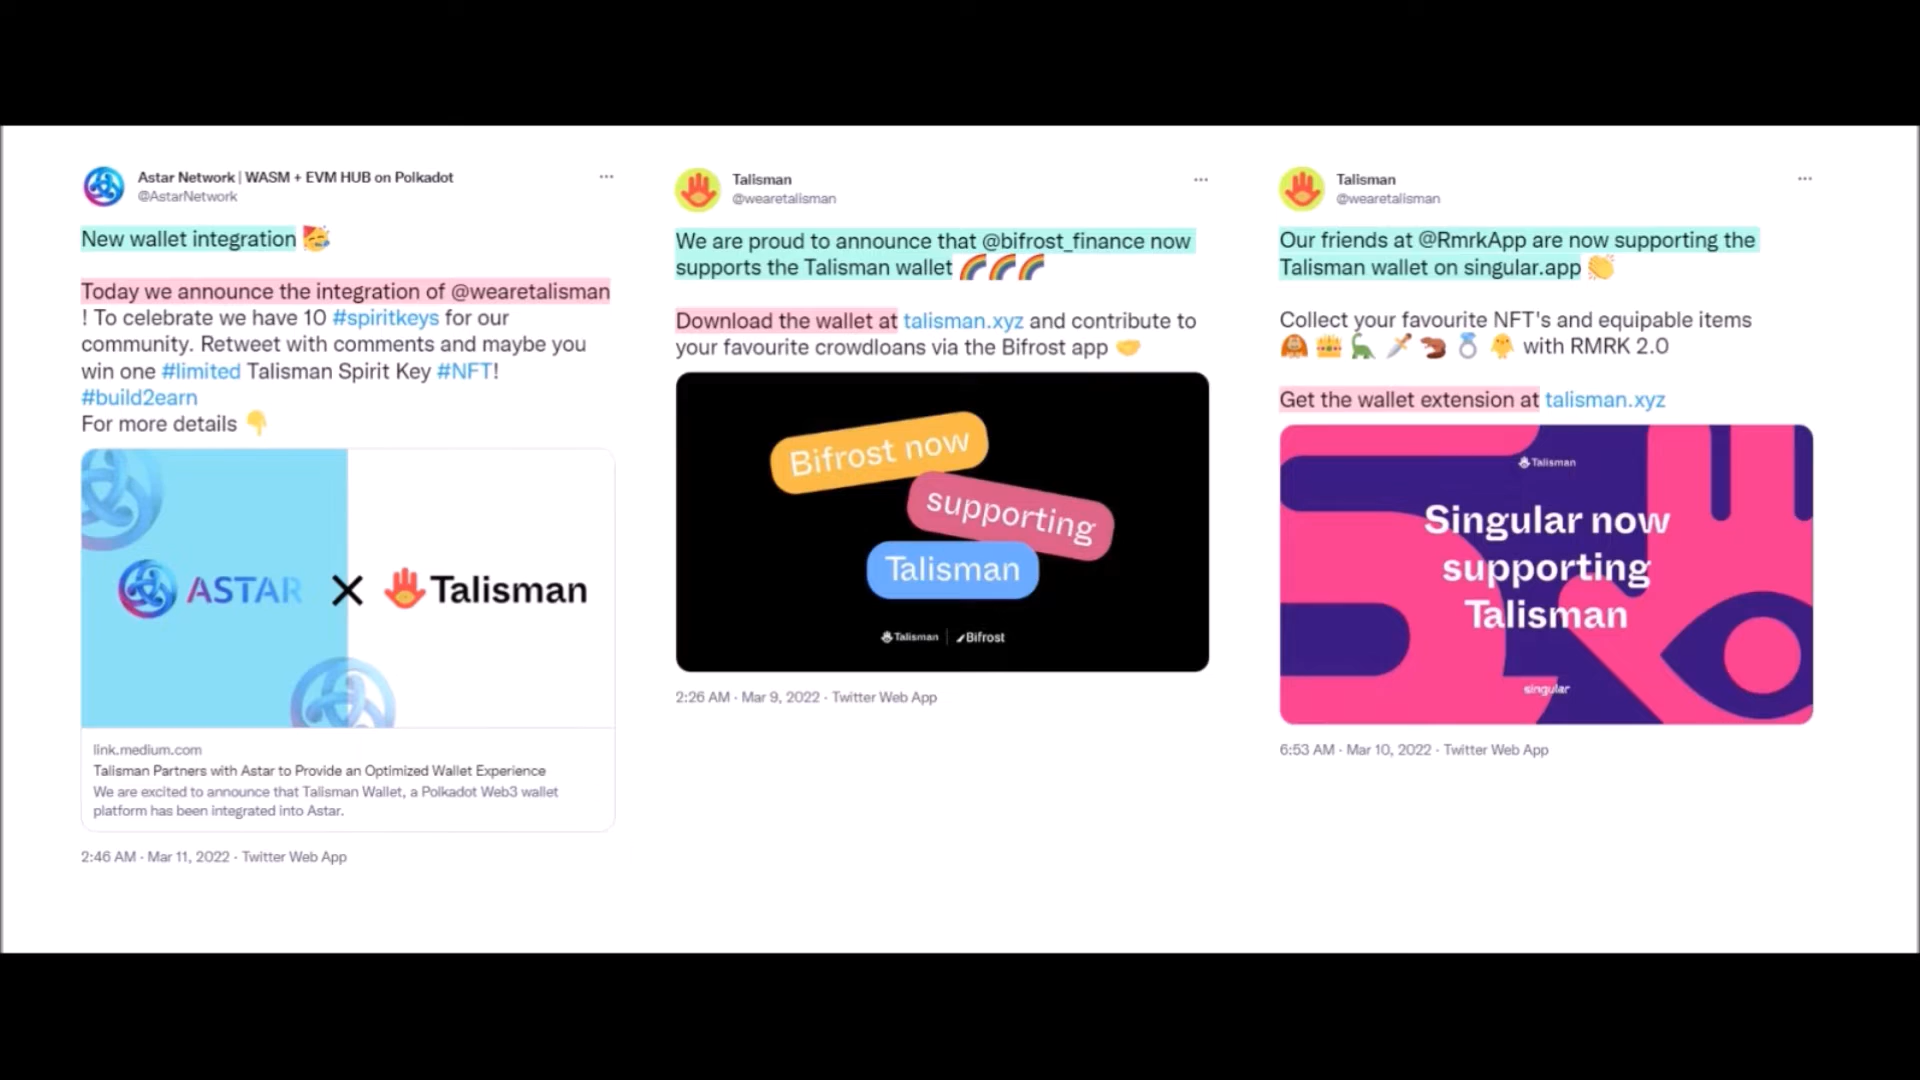 Astar Network | WASM + EVM HUB on Polkadot
@AstarNetwork
New wallet integration 🥳
Today we announce the integration of @wearetalisman
! To celebrate we have 10 #spiritkeys for our
community. Retweet with comments and maybe you
win one #limited Talisman Spirit Key #NFT!
#build2earn
For more details 👇
ASTAR X Talisman
link.medium.com
Talisman Partners with Astar to Provide an Optimized Wallet Experience
We are excited to announce that Talisman Wallet, a Polkadot Web3 wallet
platform has been integrated into Astar.
2:46 AM · Mar 11, 2022 · Twitter Web App
Talisman
@wearetalisman
We are proud to announce that @bifrost_finance now
supports the Talisman wallet 🌈🌈🌈
Download the wallet at talisman.xyz and contribute to
your favourite crowdloans via the Bifrost app 🤝
Bifrost now
supporting
Talisman
Talisman | Bifrost
2:26 AM · Mar 9, 2022 · Twitter Web App
Talisman
@wearetalisman
Our friends at @RmrkApp are now supporting the
Talisman wallet on singular.app 👏
Collect your favourite NFT's and equipable items
🙈 👑 🦕 🗡️ 🦐 💍 🐥 with RMRK 2.0
Get the wallet extension at talisman.xyz
Talisman
Singular now
supporting
Talisman
singular
6:53 AM · Mar 10, 2022 · Twitter Web App